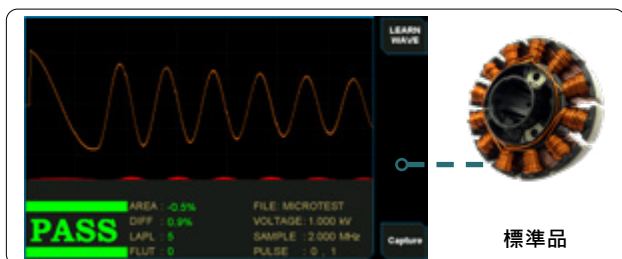 LEARN
WAVE
AREA : -0.5%
DIFF : 0.9%
LAPL : 5
FLUT : 0
PASS
FILE: MICROTEST
VOLTAGE: 1.000 kV
SAMPLE : 2.000 MHz
PULSE : 0 , 1
Capture
標準品